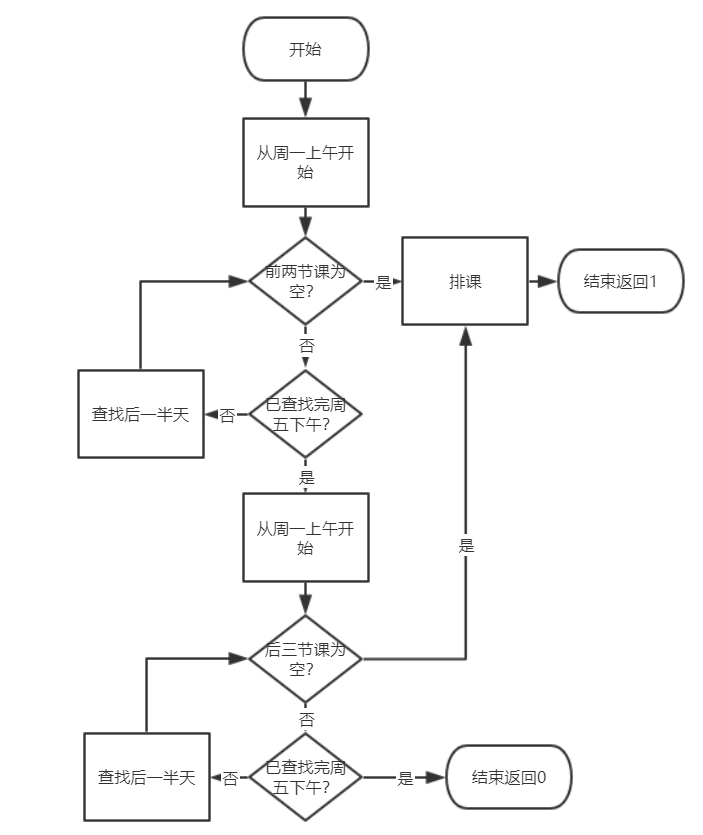 开始
从周一上午开
始
前两节课为
空?
是
排课
结束返回1
否
查找后一半天
否
已查找完周
五下午?
是
从周一上午开
始
是
后三节课为
空?
否
查找后一半天
否
已查找完周
五下午?
是
结束返回0